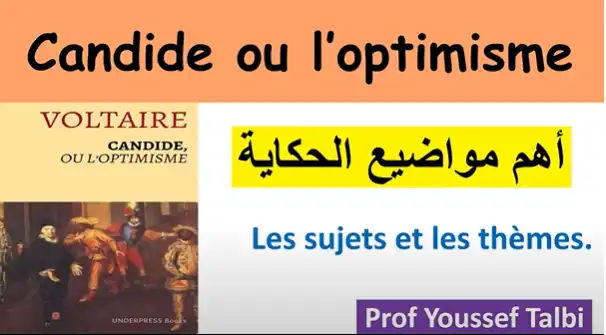 Candide ou l'optimisme
VOLTAIRE
CANDIDE,
OU L'OPTIMISME
UNDERPRESS Books
أهم مواضيع الحكاية
Les sujets et les thèmes.
Prof Youssef Talbi